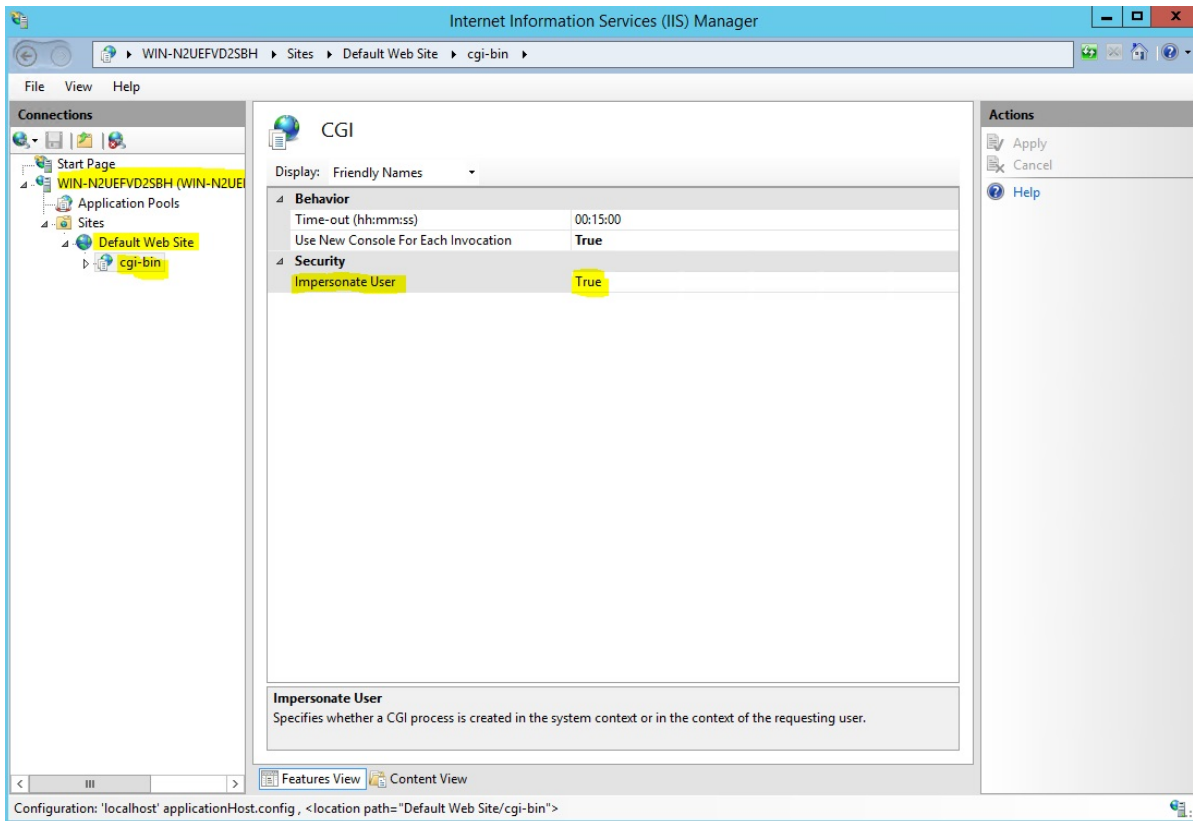 Internet Information Services (IIS) Manager
WIN-N2UEFVD2SBH Sites Default Web Site cgi-bin
File View Help
Connections
Start Page
WIN-N2UEFVD2SBH (WIN-N2UE
Application Pools
Sites
Default Web Site
cgi-bin
CGI
Display: Friendly Names
Behavior
Time-out (hh:mm:ss) 00:15:00
Use New Console For Each Invocation True
Security
Impersonate User True
Impersonate User
Specifies whether a CGI process is created in the system context or in the context of the requesting user.
Features View Content View
Actions
Apply
Cancel
Help
Configuration: 'localhost' applicationHost.config , <location path="Default Web Site/cgi-bin">